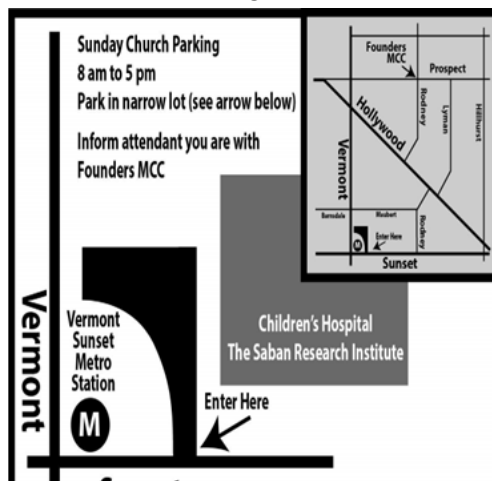 Sunday Church Parking
8 am to 5 pm
Park in narrow lot (see arrow below)
Inform attendant you are with
Founders MCC
Founders
MCC
Prospect
Rodney
Lyman
Hillhurst
Hollywood
Vermont
Barnsdale
Maubert
Rodney
Enter Here
M
Sunset
Vermont
Vermont
Sunset
Metro
Station
M
Children's Hospital
The Saban Research Institute
Enter Here